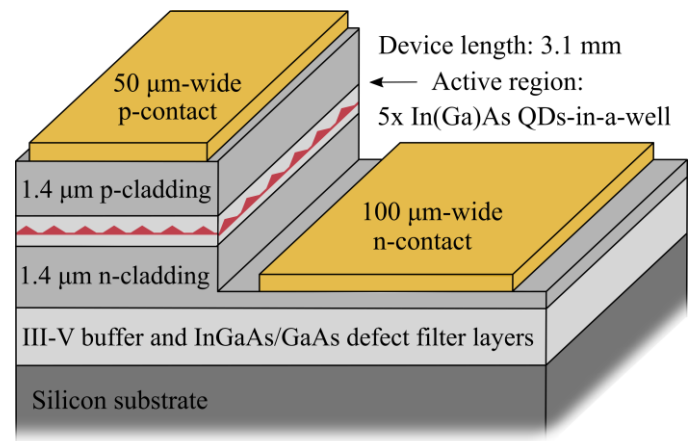 50 μm-wide
p-contact
Device length: 3.1 mm
Active region:
5x In(Ga)As QDs-in-a-well
1.4 μm p-cladding
100 μm-wide
n-contact
1.4 μm n-cladding
III-V buffer and InGaAs/GaAs defect filter layers
Silicon substrate